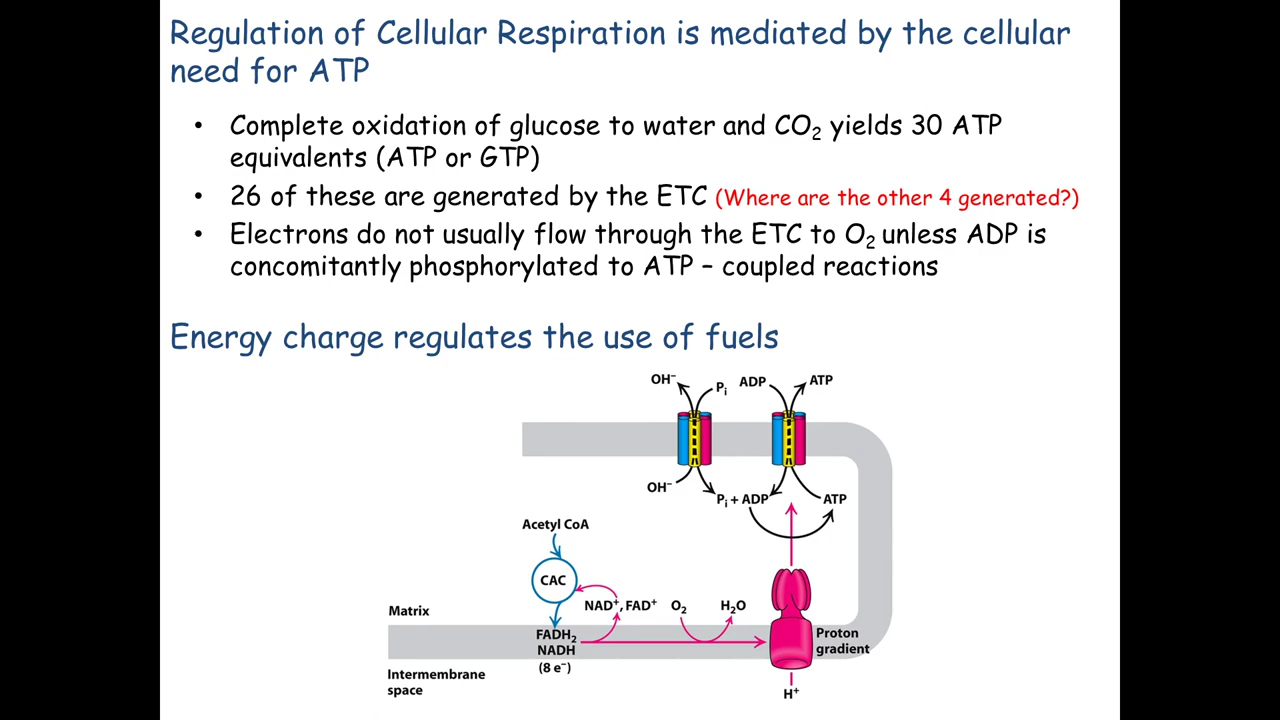 Regulation of Cellular Respiration is mediated by the cellular
need for ATP
• Complete oxidation of glucose to water and CO₂ yields 30 ATP
equivalents (ATP or GTP)
• 26 of these are generated by the ETC (Where are the other 4 generated?)
• Electrons do not usually flow through the ETC to O₂ unless ADP is
concomitantly phosphorylated to ATP – coupled reactions
Energy charge regulates the use of fuels
OH⁻ Pᵢ ADP ATP
OH⁻ Pᵢ + ADP ATP
Acetyl CoA
CAC
NAD⁺, FAD⁺ O₂ H₂O
Matrix
FADH₂
NADH
(8 e⁻)
Proton
gradient
Intermembrane
space
H⁺